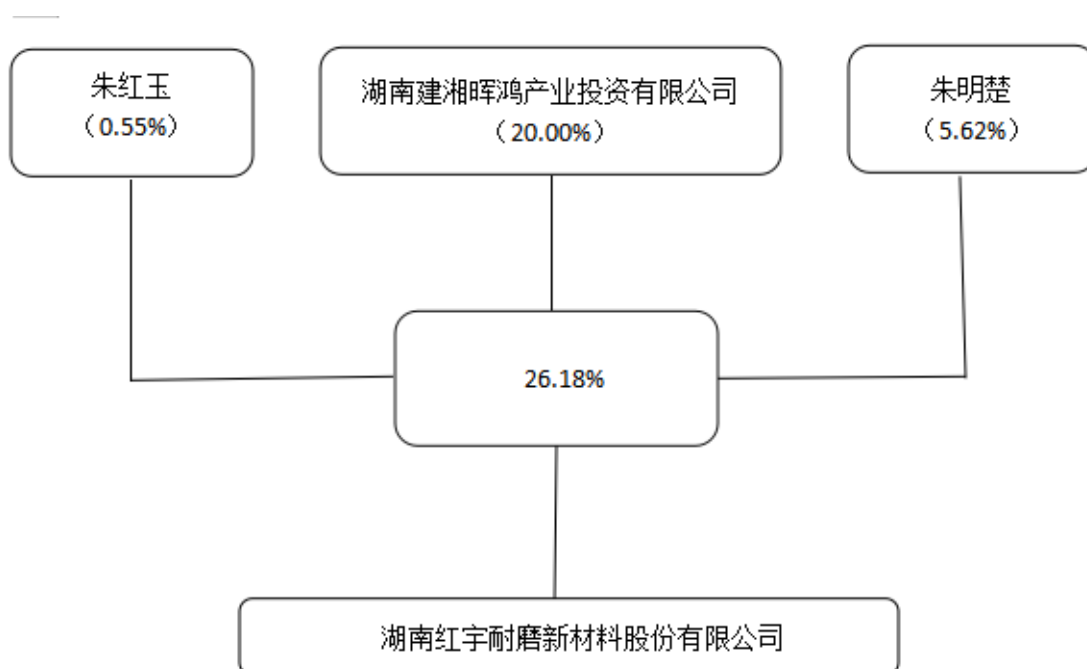 朱红玉
（0.55%）
湖南建湘晖鸿产业投资有限公司
（20.00%）
朱明楚
（5.62%）
26.18%
湖南红宇耐磨新材料股份有限公司